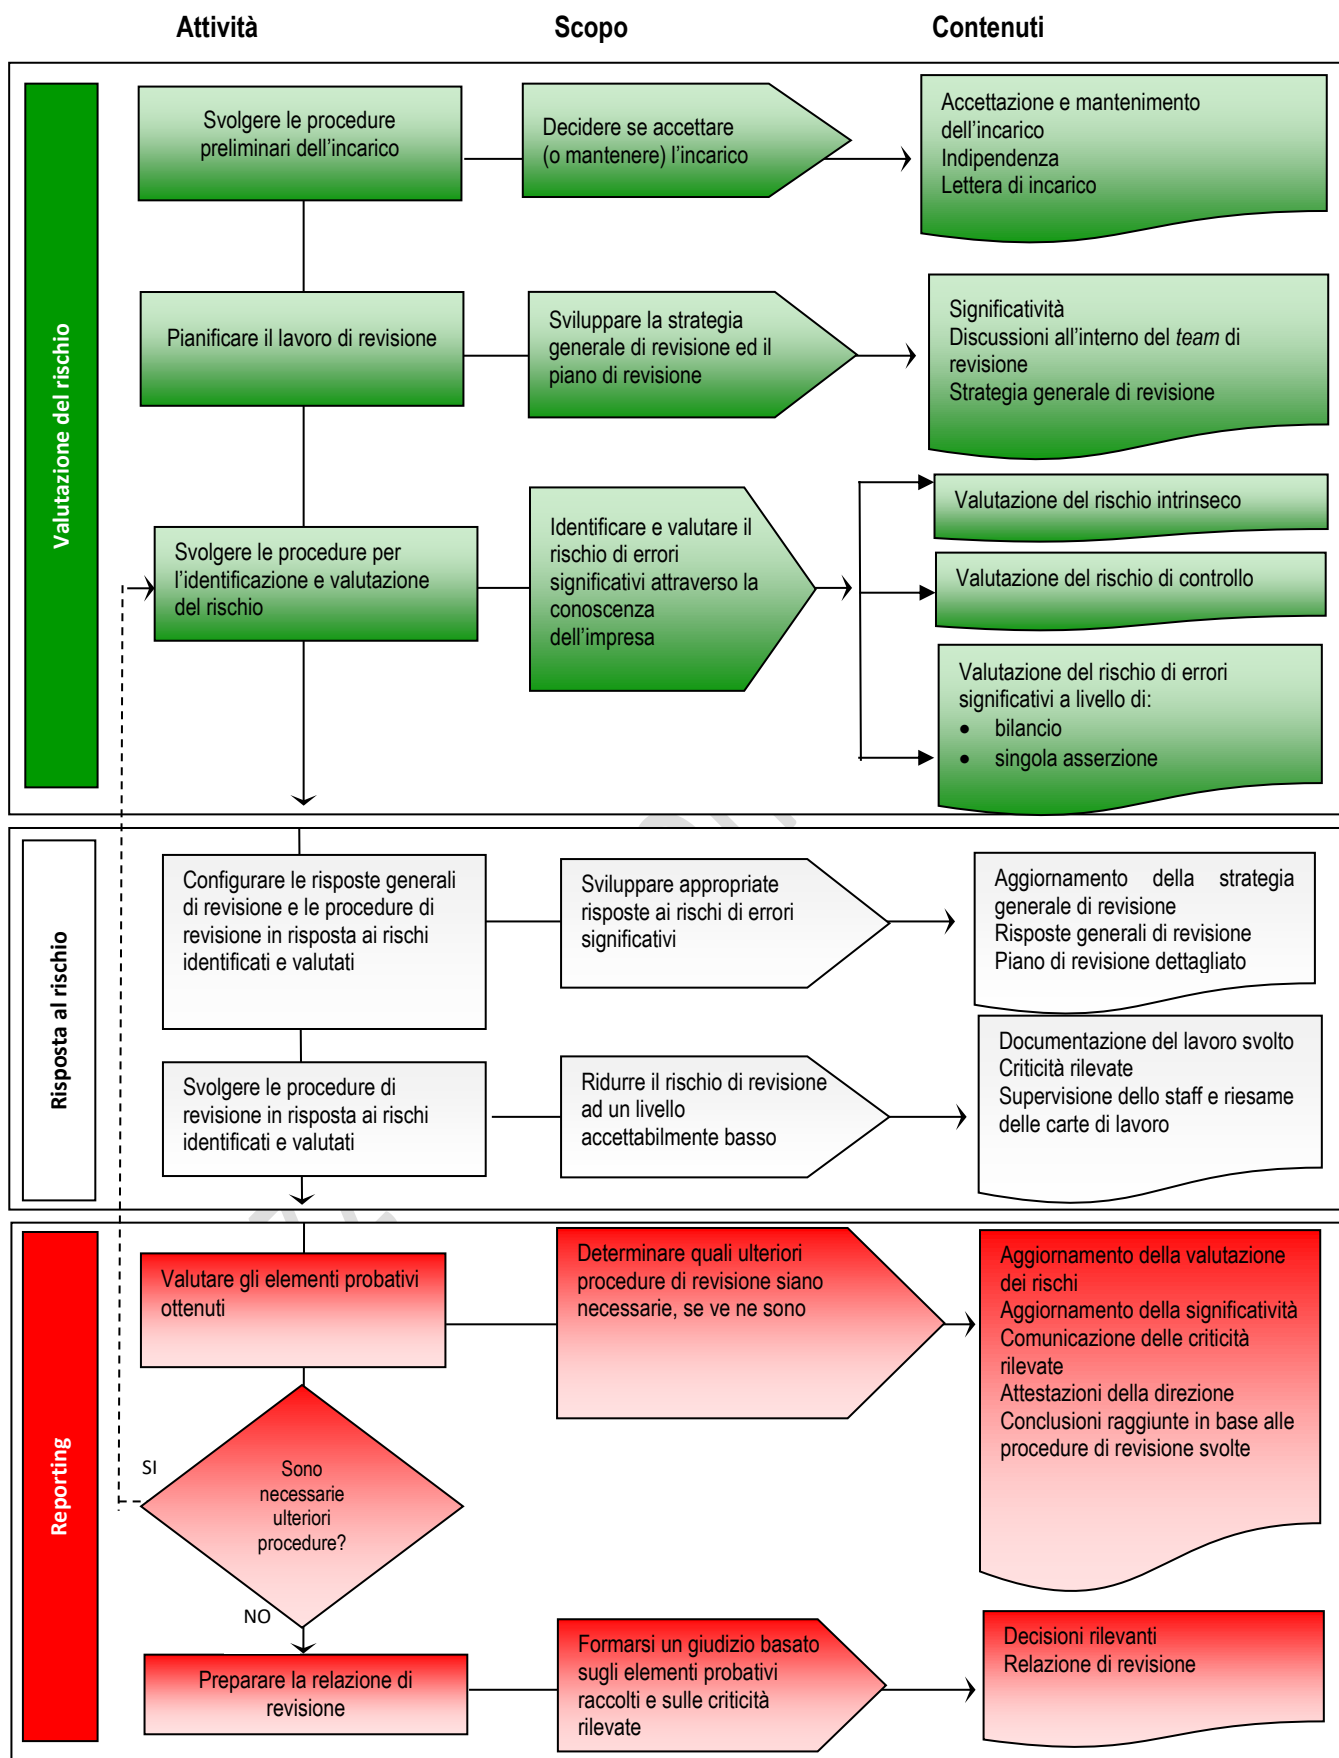 Attività Scopo Contenuti
Valutazione del rischio
Svolgere le procedure
preliminari dell'incarico
Decidere se accettare
(o mantenere) l'incarico
Accettazione e mantenimento
dell'incarico
Indipendenza
Lettera di incarico
Pianificare il lavoro di revisione
Sviluppare la strategia
generale di revisione ed il
piano di revisione
Significatività
Discussioni all'interno del team di
revisione
Strategia generale di revisione
Svolgere le procedure per
l'identificazione e valutazione
del rischio
Identificare e valutare il
rischio di errori
significativi attraverso la
conoscenza
dell'impresa
Valutazione del rischio intrinseco
Valutazione del rischio di controllo
Valutazione del rischio di errori
significativi a livello di:
• bilancio
• singola asserzione
Risposta al rischio
Configurare le risposte generali
di revisione e le procedure di
revisione in risposta ai rischi
identificati e valutati
Sviluppare appropriate
risposte ai rischi di errori
significativi
Aggiornamento della strategia
generale di revisione
Risposte generali di revisione
Piano di revisione dettagliato
Svolgere le procedure di
revisione in risposta ai rischi
identificati e valutati
Ridurre il rischio di revisione
ad un livello
accettabilmente basso
Documentazione del lavoro svolto
Criticità rilevate
Supervisione dello staff e riesame
delle carte di lavoro
Reporting
Valutare gli elementi probativi
ottenuti
Determinare quali ulteriori
procedure di revisione siano
necessarie, se ve ne sono
Aggiornamento della valutazione
dei rischi
Aggiornamento della significatività
Comunicazione delle criticità
rilevate
Attestazioni della direzione
Conclusioni raggiunte in base alle
procedure di revisione svolte
SI
Sono
necessarie
ulteriori
procedure?
NO
Preparare la relazione di
revisione
Formarsi un giudizio basato
sugli elementi probativi
raccolti e sulle criticità
rilevate
Decisioni rilevanti
Relazione di revisione